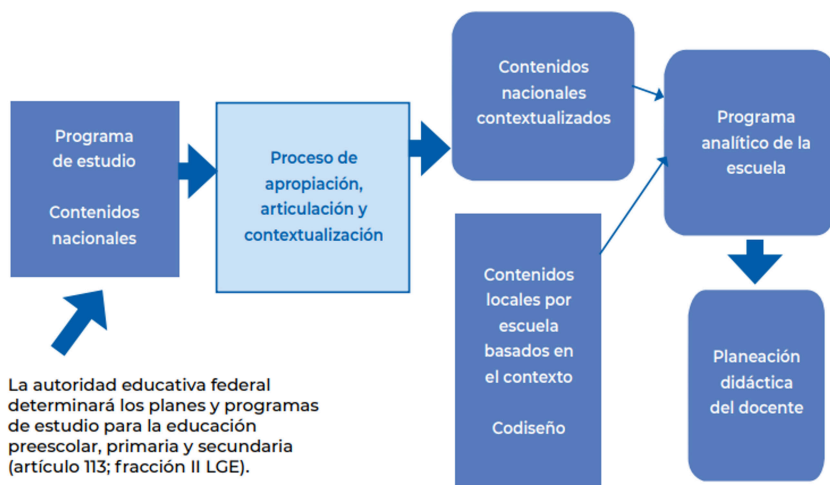 Programa
de estudio
Contenidos
nacionales
La autoridad educativa federal
determinará los planes y programas
de estudio para la educación
preescolar, primaria y secundaria
(artículo 113; fracción II LGE).
Proceso de
apropiación,
articulación y
contextualización
Contenidos
nacionales
contextualizados
Contenidos
locales por
escuela
basados en
el contexto
Codiseño
Programa
analítico de la
escuela
Planeación
didáctica
del docente